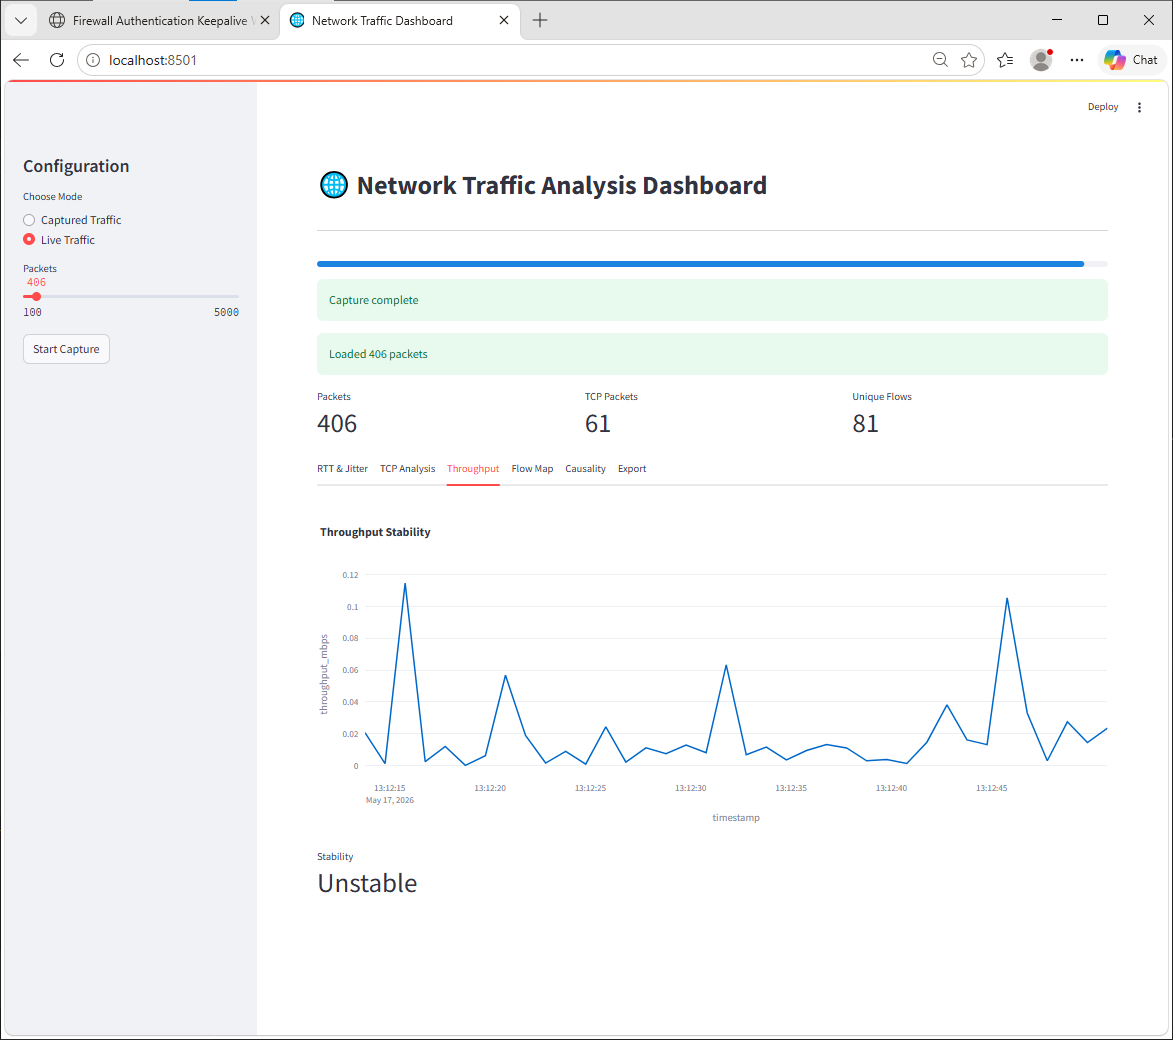 Firewall Authentication Keepalive
Network Traffic Dashboard
localhost:8501
Chat
Deploy
Configuration
Choose Mode
Captured Traffic
Live Traffic
Packets
406
100 5000
Start Capture
Network Traffic Analysis Dashboard
Capture complete
Loaded 406 packets
Packets TCP Packets Unique Flows
406 61 81
RTT & Jitter TCP Analysis Throughput Flow Map Causality Export
Throughput Stability
throughput_mbps
0.12
0.1
0.08
0.06
0.04
0.02
0
13:12:15 13:12:20 13:12:25 13:12:30 13:12:35 13:12:40 13:12:45
May 17, 2026
timestamp
Stability
Unstable